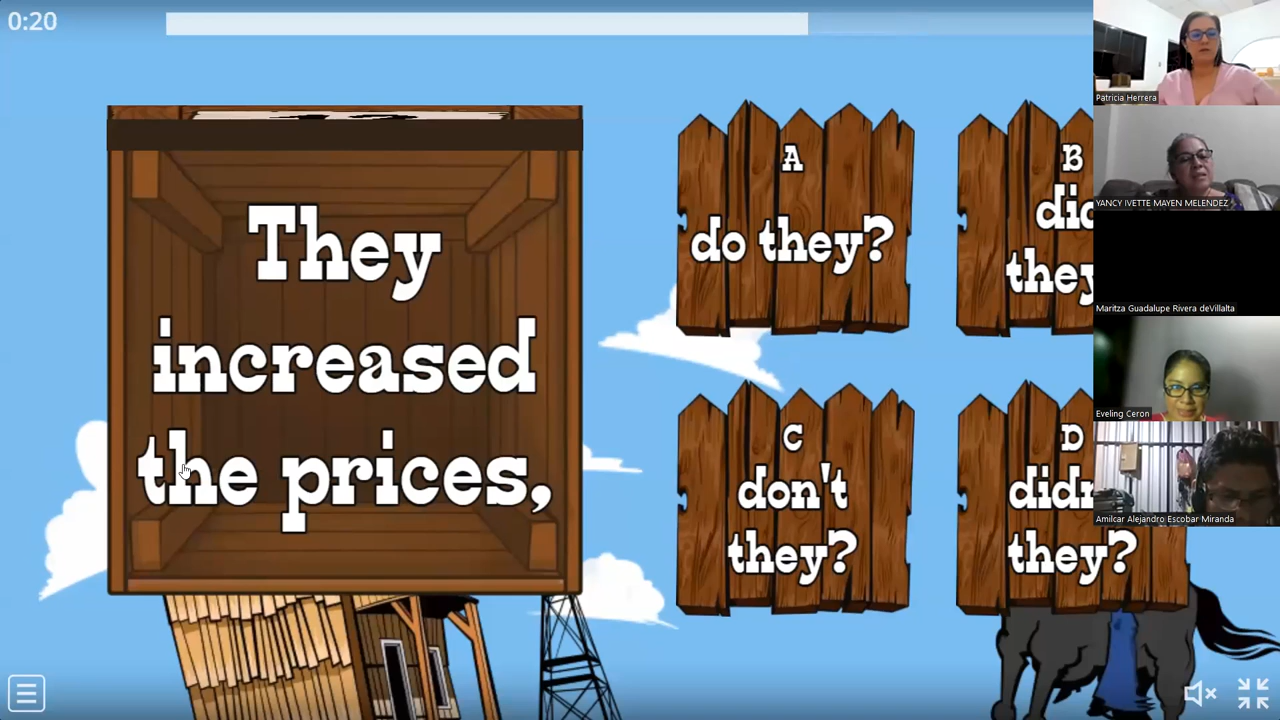 0:20
They
increased
the prices,
A
do they?
B
C
don't
they?
D
they?
Patricia Herrera
YANCY IVETTE MAYEN MELENDEZ
Maritza Guadalupe Rivera deVillalta
Eveling Ceron
Amilcar Alejandro Escobar Miranda